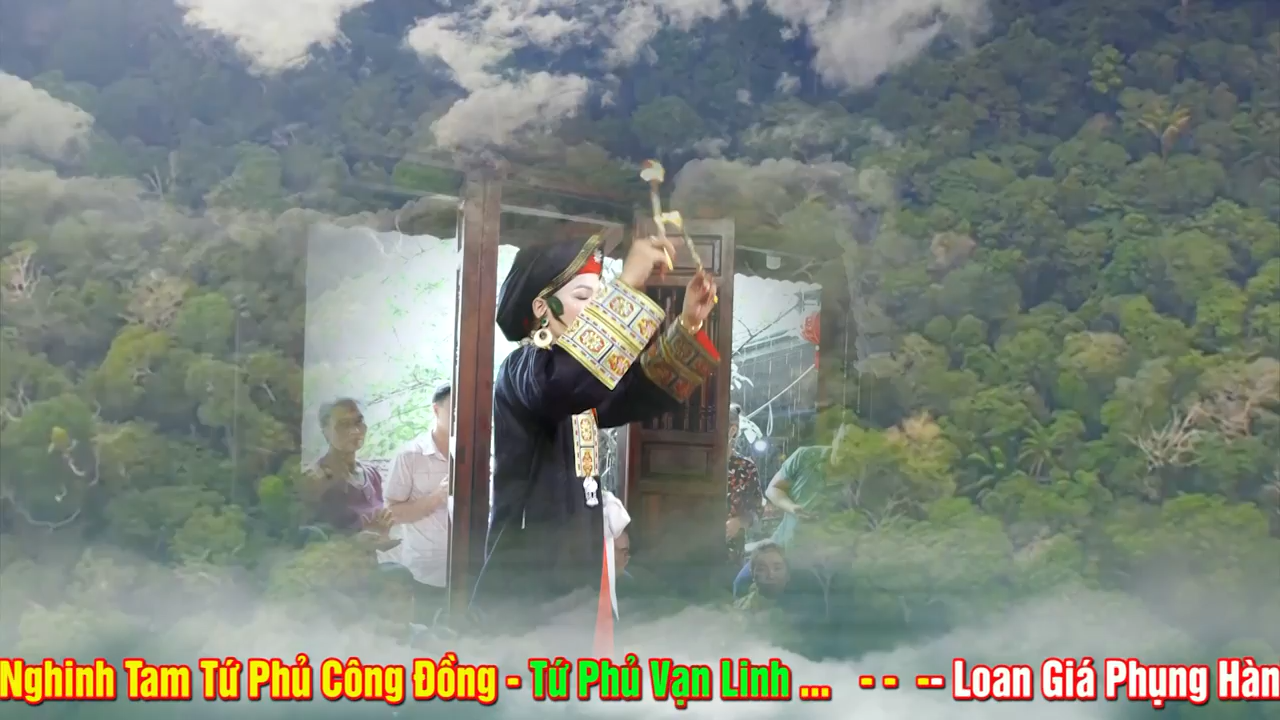 Nghinh Tam Tứ Phủ Công Đồng - Tứ Phủ Vạn Linh ... - - -- Loan Giá Phụng Hàn